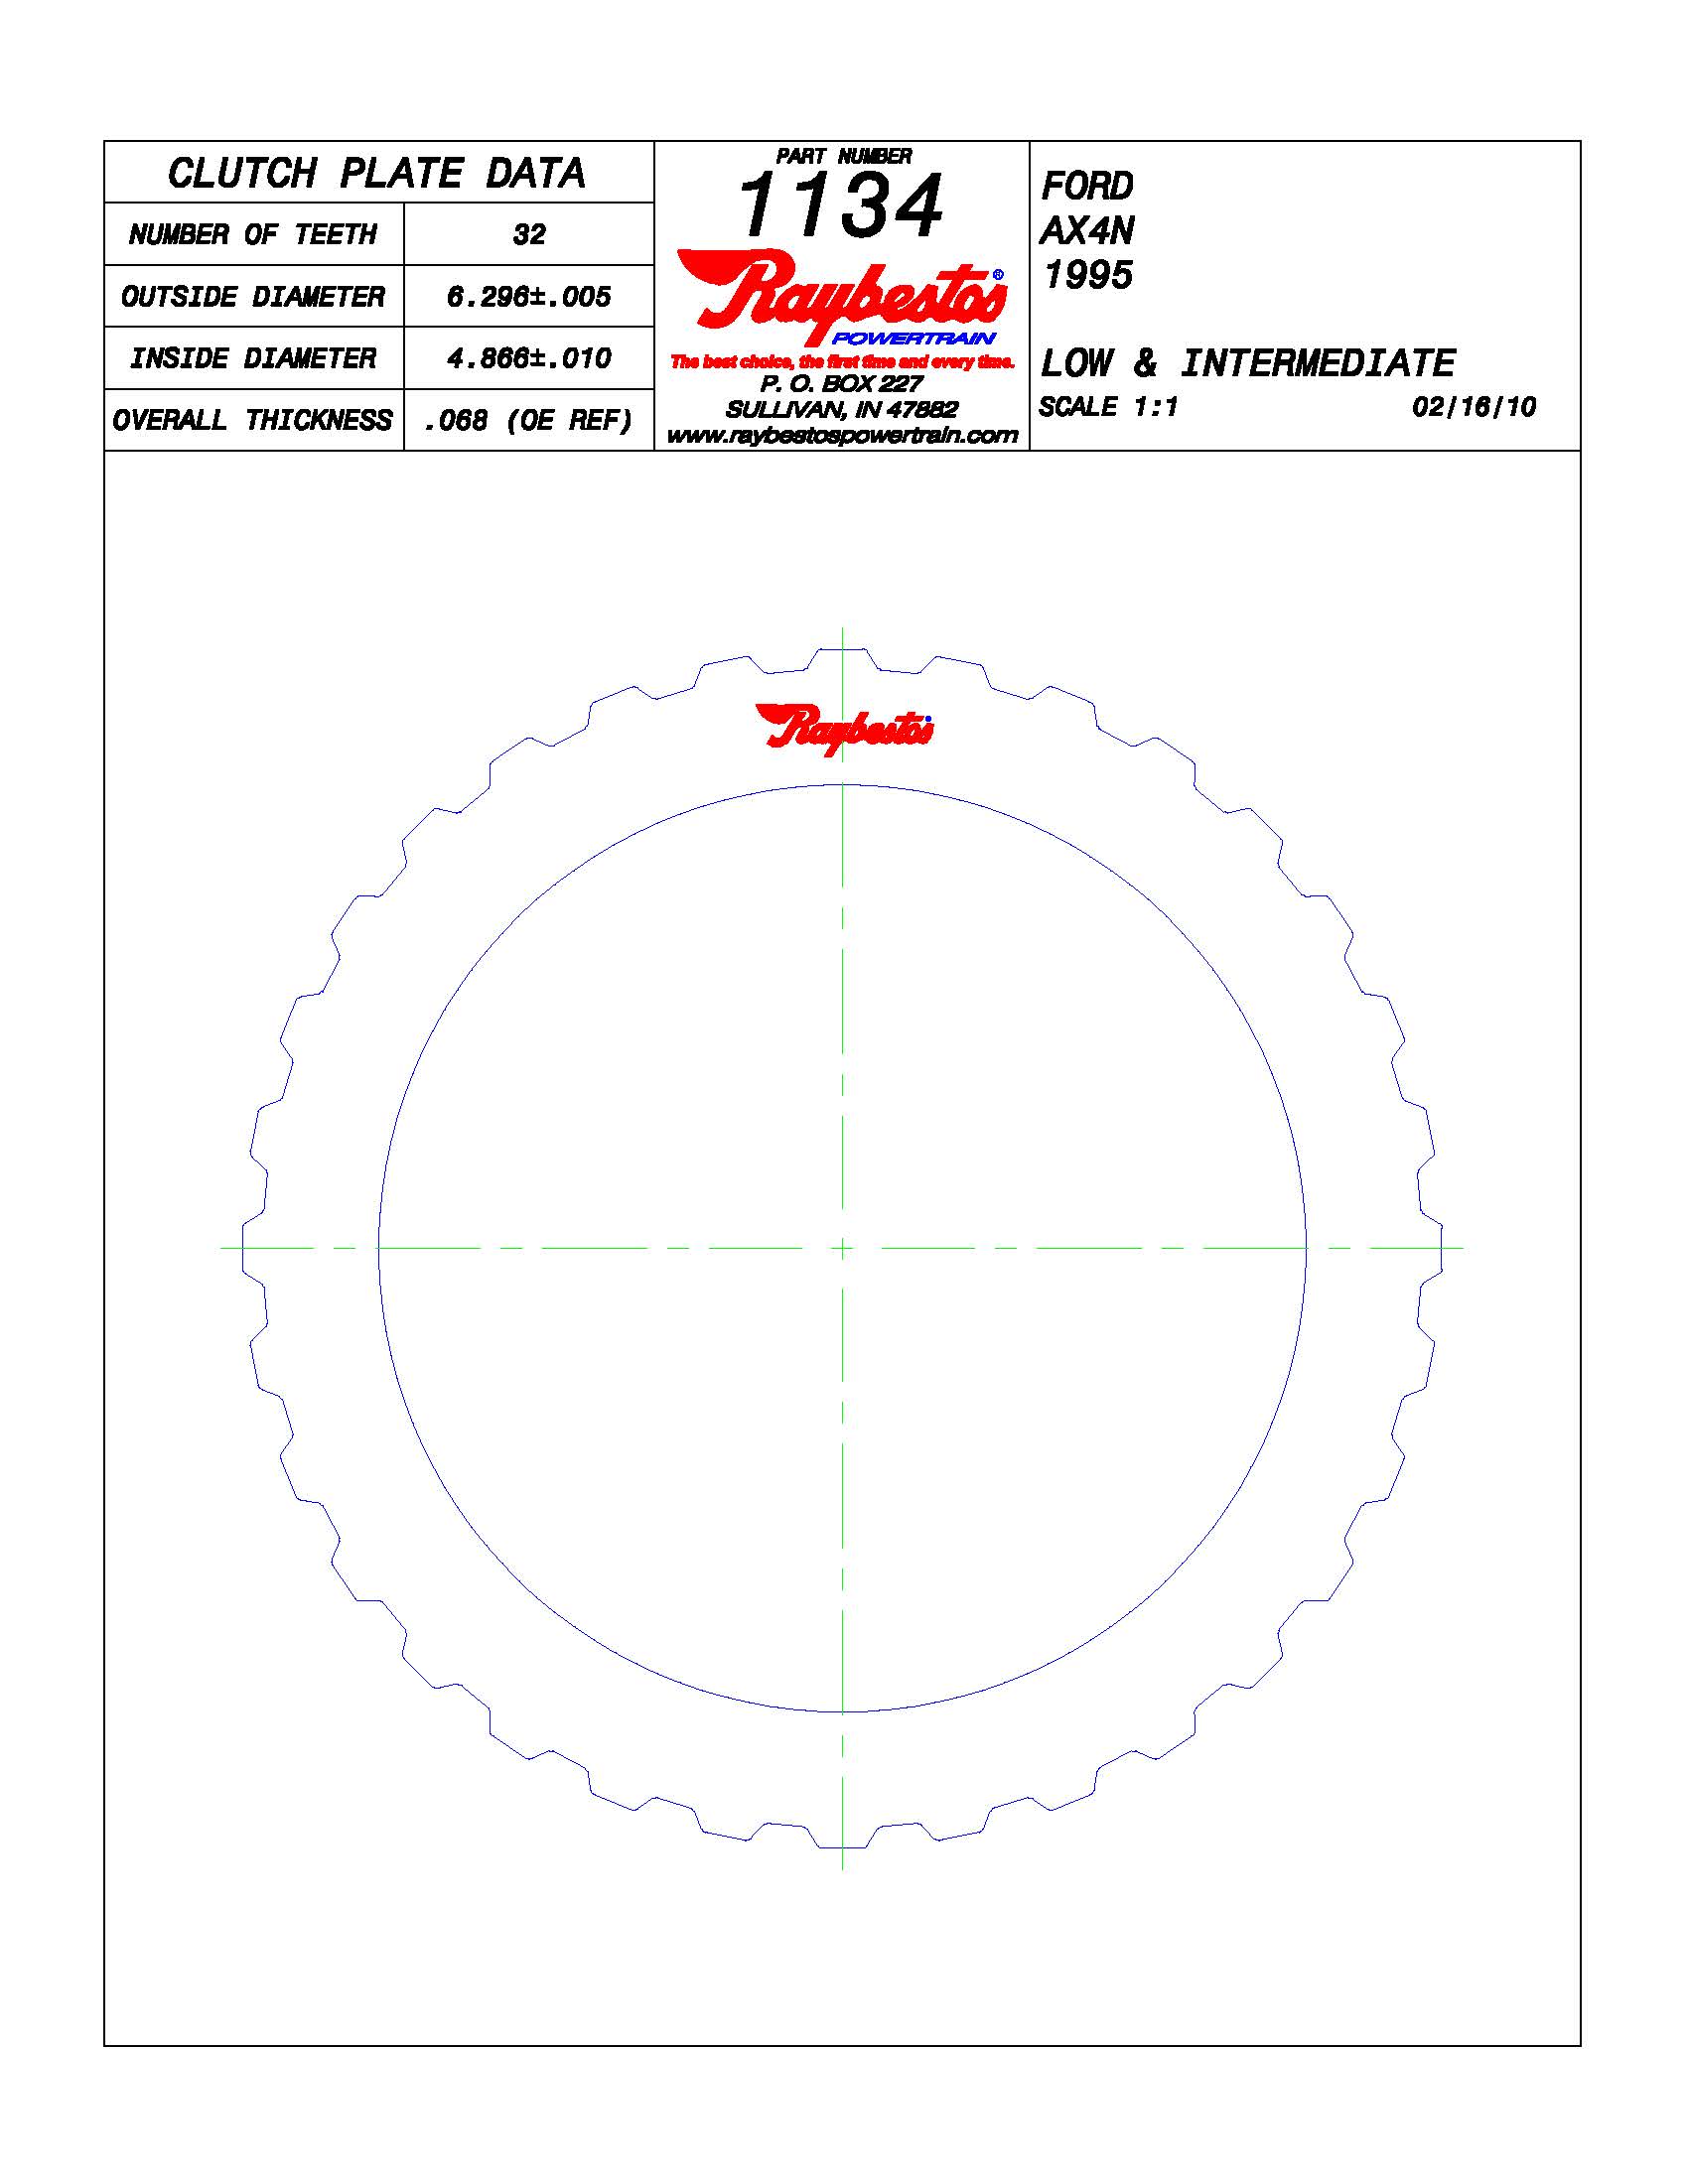 CLUTCH PLATE DATA
NUMBER OF TEETH 32
OUTSIDE DIAMETER 6.296±.005
INSIDE DIAMETER 4.866±.010
OVERALL THICKNESS .068 (OE REF)
PART NUMBER
1134
Raybestos®
POWERTRAIN
The best choice, the first time and every time.
P. O. BOX 227
SULLIVAN, IN 47882
www.raybestospowertrain.com
FORD
AX4N
1995
LOW & INTERMEDIATE
SCALE 1:1 02/16/10
Raybestos